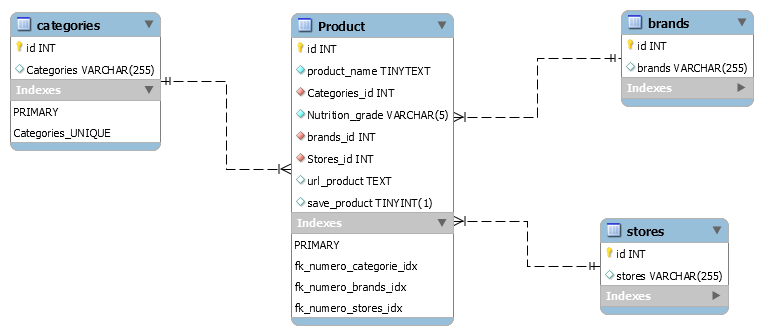 categories
id INT
Categories VARCHAR(255)
Indexes
PRIMARY
Categories_UNIQUE
Product
id INT
product_name TINYTEXT
Categories_id INT
Nutrition_grade VARCHAR(5)
brands_id INT
Stores_id INT
url_product TEXT
save_product TINYINT(1)
Indexes
PRIMARY
fk_numero_categorie_idx
fk_numero_brands_idx
fk_numero_stores_idx
brands
id INT
brands VARCHAR(255)
Indexes
stores
id INT
stores VARCHAR(255)
Indexes